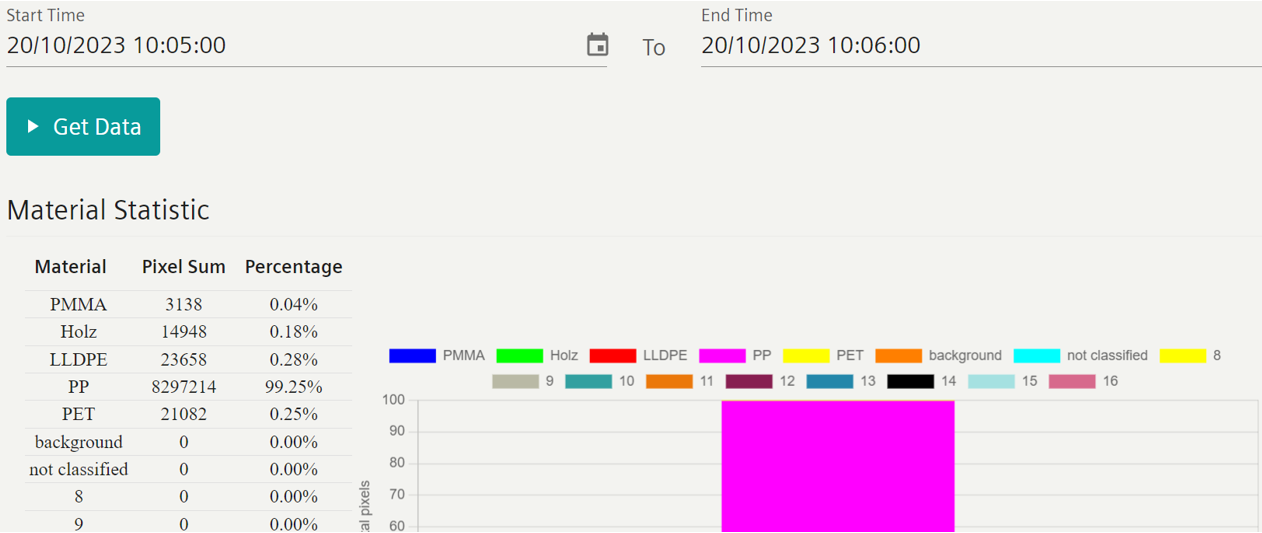 Start Time
20/10/2023 10:05:00
To
End Time
20/10/2023 10:06:00
Get Data
Material Statistic
Material Pixel Sum Percentage
PMMA 3138 0.04%
Holz 14948 0.18%
LLDPE 23658 0.28%
PP 8297214 99.25%
PET 21082 0.25%
background 0 0.00%
not classified 0 0.00%
8 0 0.00%
9 0 0.00%
PMMA Holz LLDPE PP PET background not classified 8
9 10 11 12 13 14 15 16
100
90
80
70
60
tal pixels